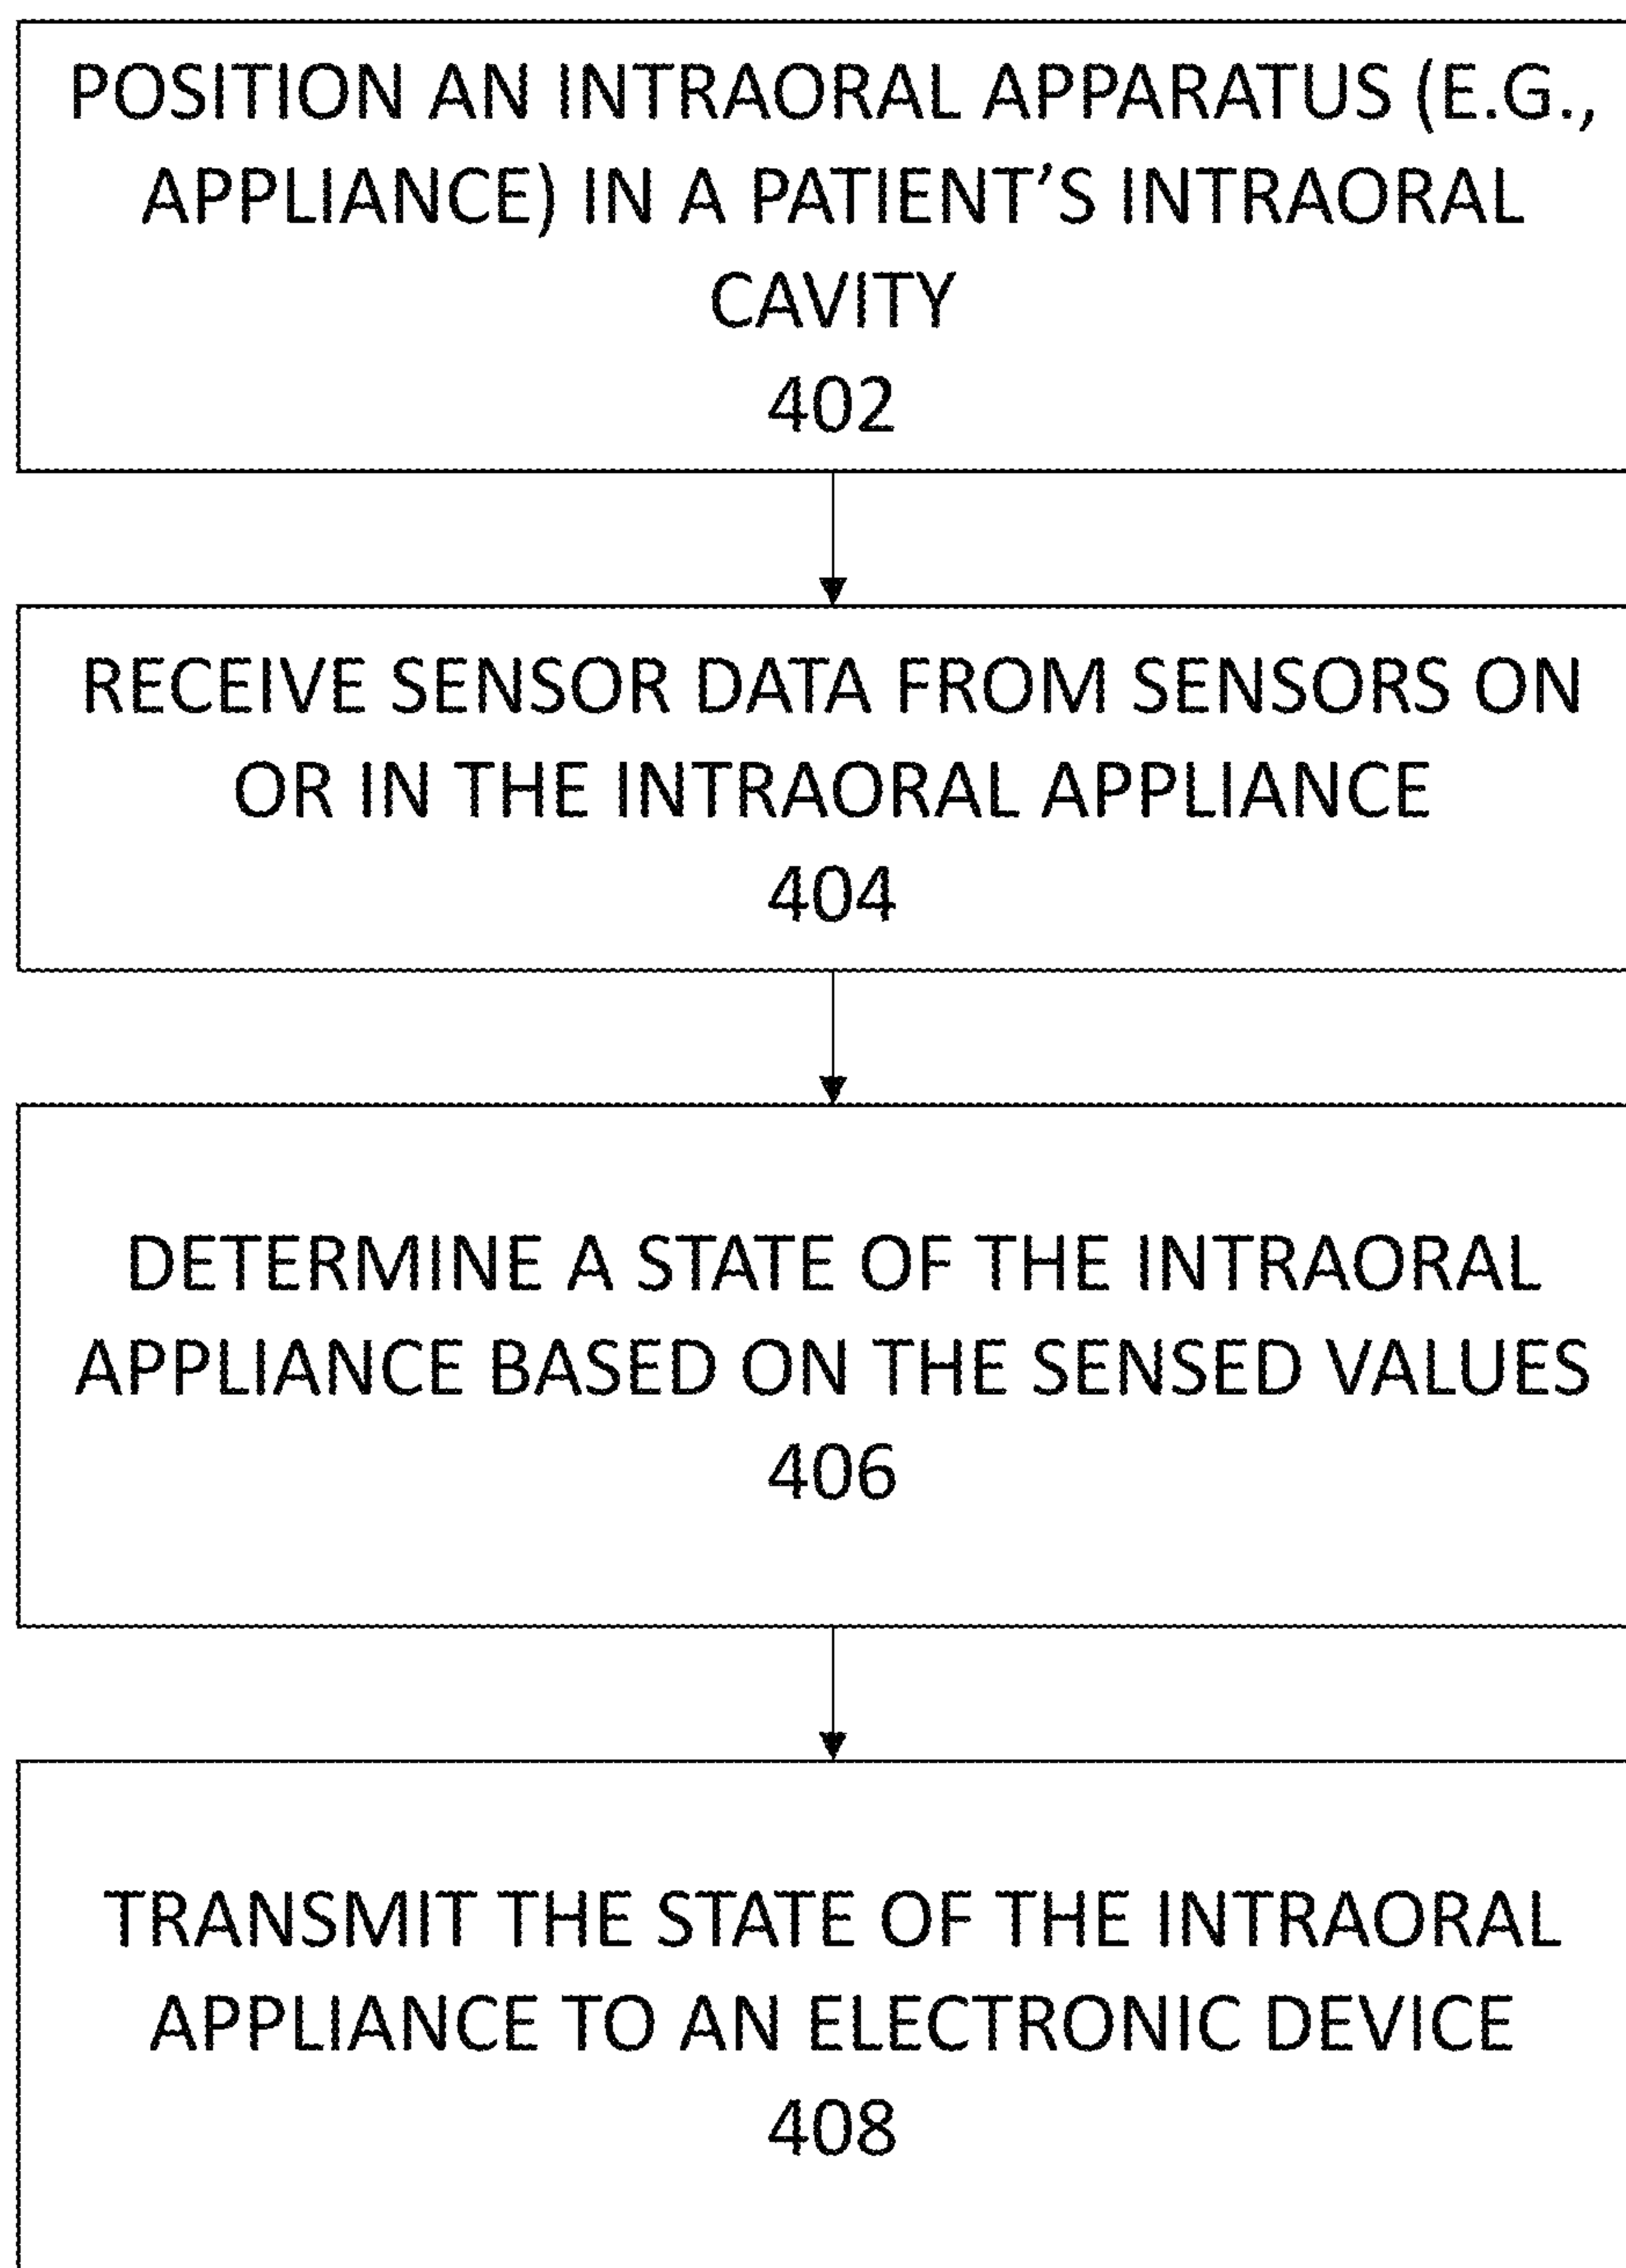 POSITION AN INTRAORAL APPARATUS (E.G.,
APPLIANCE) IN A PATIENT’S INTRAORAL
CAVITY
402
RECEIVE SENSOR DATA FROM SENSORS ON
OR IN THE INTRAORAL APPLIANCE
404
DETERMINE A STATE OF THE INTRAORAL
APPLIANCE BASED ON THE SENSED VALUES
406
TRANSMIT THE STATE OF THE INTRAORAL
APPLIANCE TO AN ELECTRONIC DEVICE
408